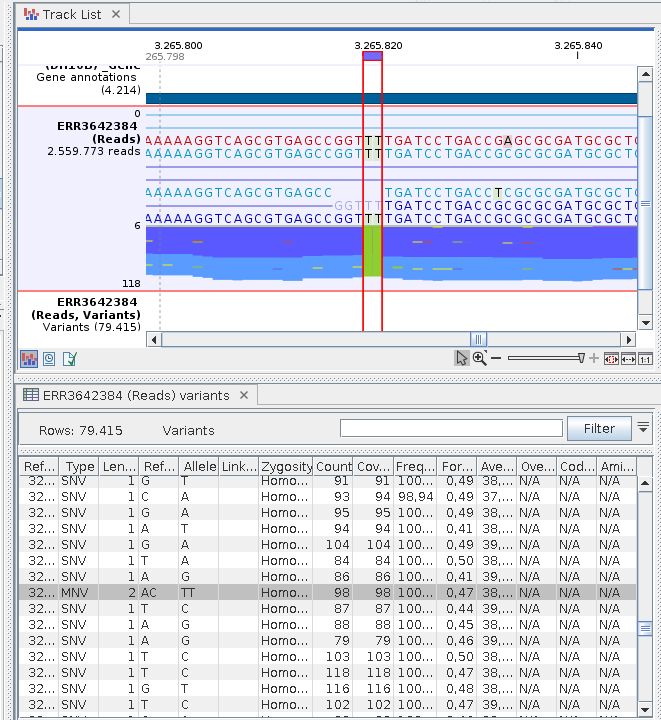 Track List
3.265.800 3.265.820 3.265.840
265.798
(DH10B)_Gene
Gene annotations
(4.214)
0
ERR3642384
(Reads)
2.559.773 reads
AAAAAGGTCAGCGTGAGCCGGTTTTGATCCTGACCGAGCGCGATGCGCTC
AAAAAGGTCAGCGTGAGCCGGTTTTGATCCTGACCGCGCGCGATGCGCTC
AAAAAGGTCAGCGTGAGCC TGATCCTGACCTCGCGCGATGCGCTC
GGTTTTGATCCTGACCGCGCGCGATGCGCTC
AAAAAGGTCAGCGTGAGCCGGTTTTGATCCTGACCGCGCGCGATGCGCTC
6
118
ERR3642384
(Reads, Variants)
Variants (79.415)
1:1
ERR3642384 (Reads) variants
Rows: 79.415 Variants Filter
Ref... Type Len... Ref... Allele Link... Zygosity Count Cov... Freq... For... Ave... Ove... Cod... Ami...
32... SNV 1 G T Homo... 91 91 100... 0,49 38,... N/A N/A N/A
32... SNV 1 C A Homo... 93 94 98,94 0,49 37,... N/A N/A N/A
32... SNV 1 G A Homo... 95 95 100... 0,49 38,... N/A N/A N/A
32... SNV 1 A T Homo... 94 94 100... 0,41 38,... N/A N/A N/A
32... SNV 1 G A Homo... 104 104 100... 0,49 39,... N/A N/A N/A
32... SNV 1 T A Homo... 84 84 100... 0,50 38,... N/A N/A N/A
32... SNV 1 A G Homo... 86 86 100... 0,41 39,... N/A N/A N/A
32... MNV 2 AC TT Homo... 98 98 100... 0,47 38,... N/A N/A N/A
32... SNV 1 T C Homo... 87 87 100... 0,44 39,... N/A N/A N/A
32... SNV 1 A G Homo... 88 88 100... 0,45 38,... N/A N/A N/A
32... SNV 1 A G Homo... 79 79 100... 0,46 39,... N/A N/A N/A
32... SNV 1 T C Homo... 103 103 100... 0,50 38,... N/A N/A N/A
32... SNV 1 T C Homo... 118 118 100... 0,47 38,... N/A N/A N/A
32... SNV 1 G T Homo... 116 116 100... 0,48 38,... N/A N/A N/A
32... SNV 1 T C Homo... 102 102 100... 0,47 39,... N/A N/A N/A